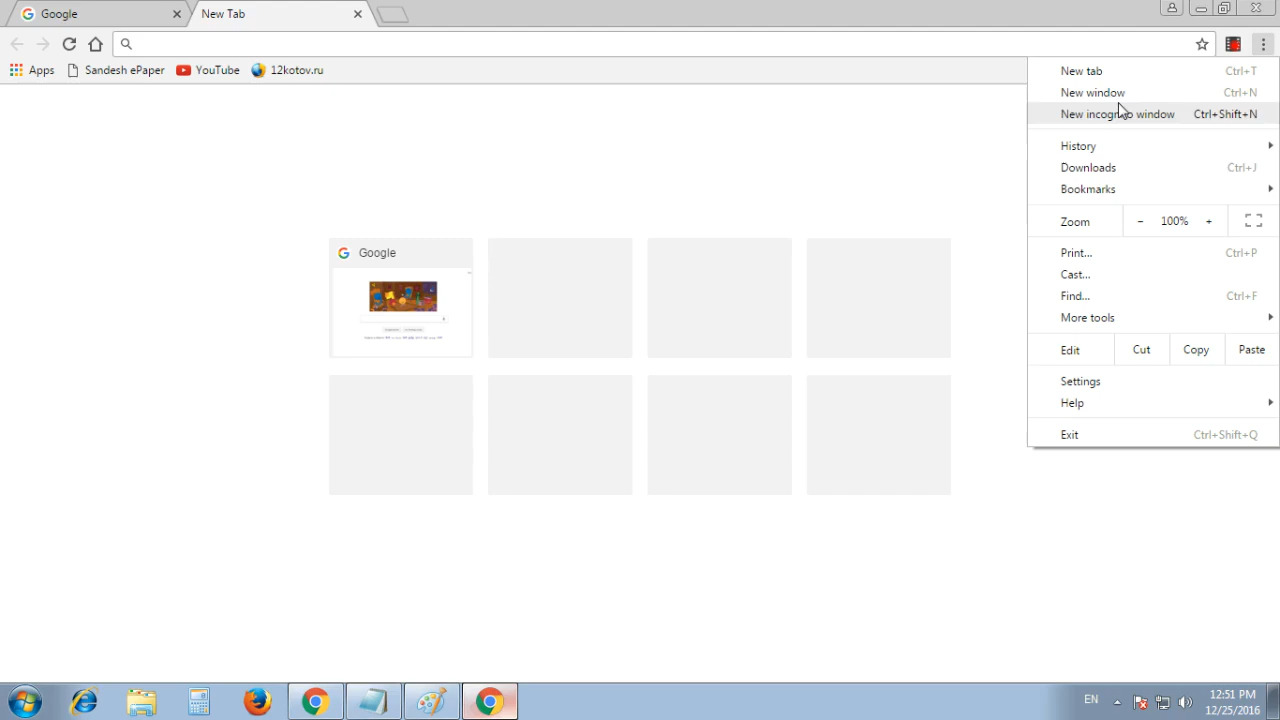 Google
New Tab
Apps
Sandesh ePaper
YouTube
12kotov.ru
New tab Ctrl+T
New window Ctrl+N
New incognito window Ctrl+Shift+N
History
Downloads Ctrl+J
Bookmarks
Zoom - 100% +
Print... Ctrl+P
Cast...
Find... Ctrl+F
More tools
Edit Cut Copy Paste
Settings
Help
Exit Ctrl+Shift+Q
Google
EN
12:51 PM
12/25/2016